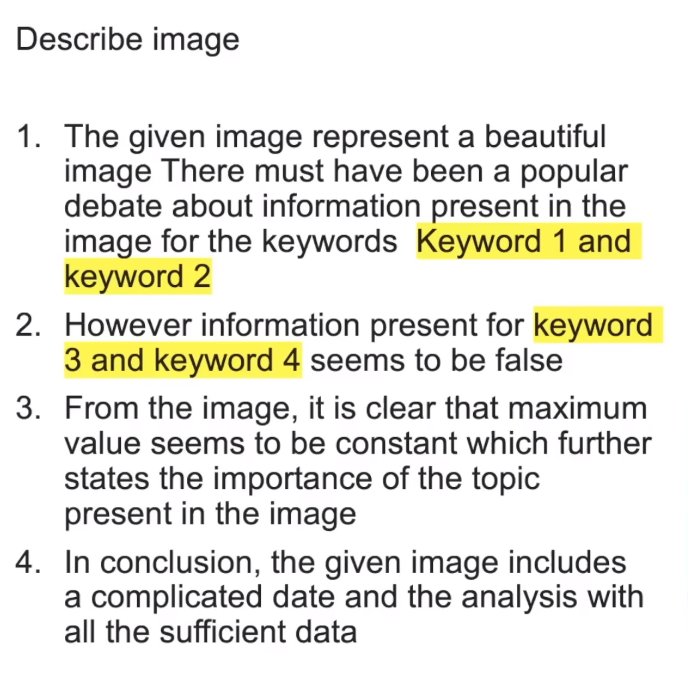 Describe image
1. The given image represent a beautiful
image There must have been a popular
debate about information present in the
image for the keywords Keyword 1 and
keyword 2
2. However information present for keyword
3 and keyword 4 seems to be false
3. From the image, it is clear that maximum
value seems to be constant which further
states the importance of the topic
present in the image
4. In conclusion, the given image includes
a complicated date and the analysis with
all the sufficient data